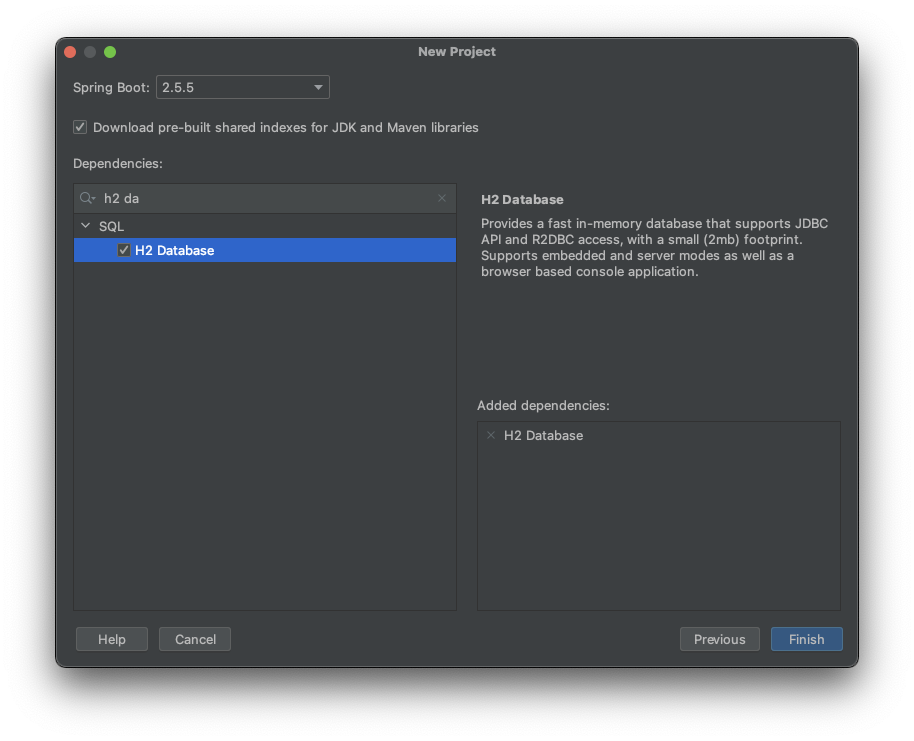 New Project
Spring Boot: 2.5.5
Download pre-built shared indexes for JDK and Maven libraries
Dependencies:
h2 da
SQL
H2 Database
H2 Database
Provides a fast in-memory database that supports JDBC
API and R2DBC access, with a small (2mb) footprint.
Supports embedded and server modes as well as a
browser based console application.
Added dependencies:
H2 Database
Help Cancel Previous Finish